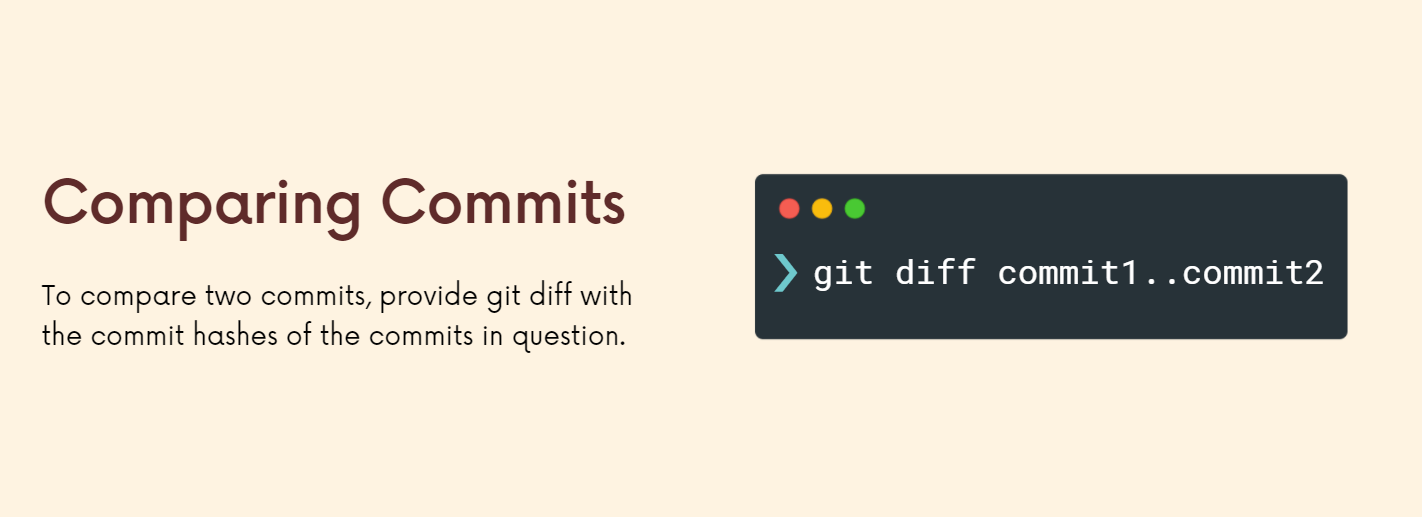 Comparing Commits
To compare two commits, provide git diff with
the commit hashes of the commits in question.
❯ git diff commit1..commit2